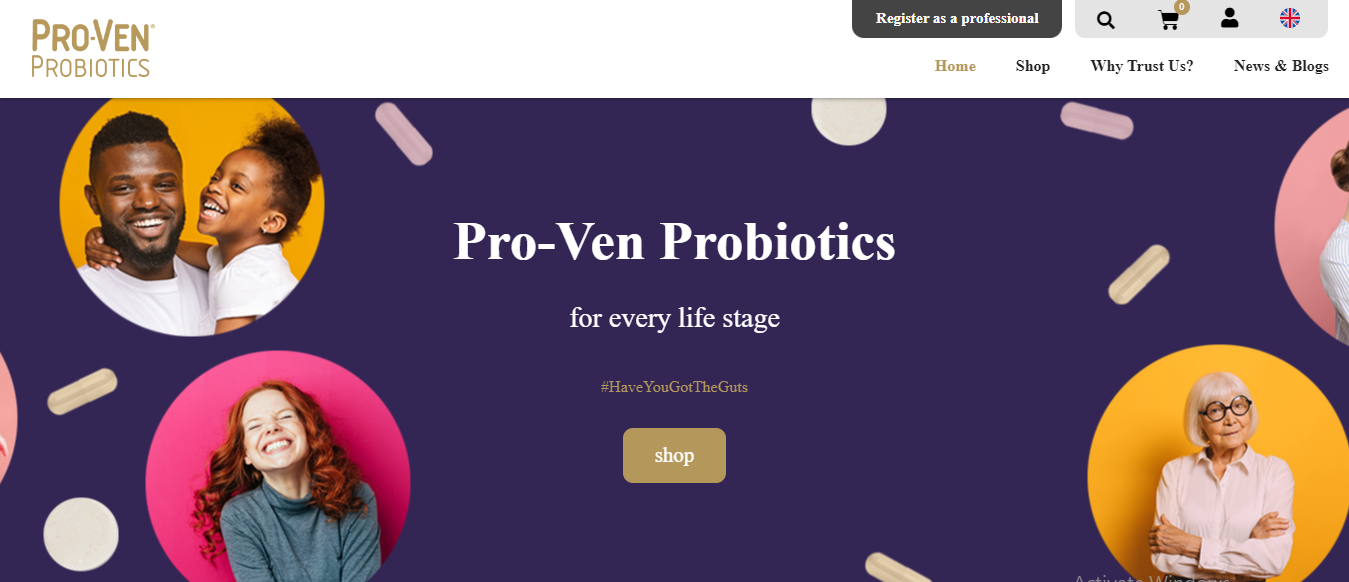 PRO-VEN®
PROBIOTICS
Register as a professional
0
Home
Shop
Why Trust Us?
News & Blogs
Pro-Ven Probiotics
for every life stage
#HaveYouGotTheGuts
shop
Activate Windows